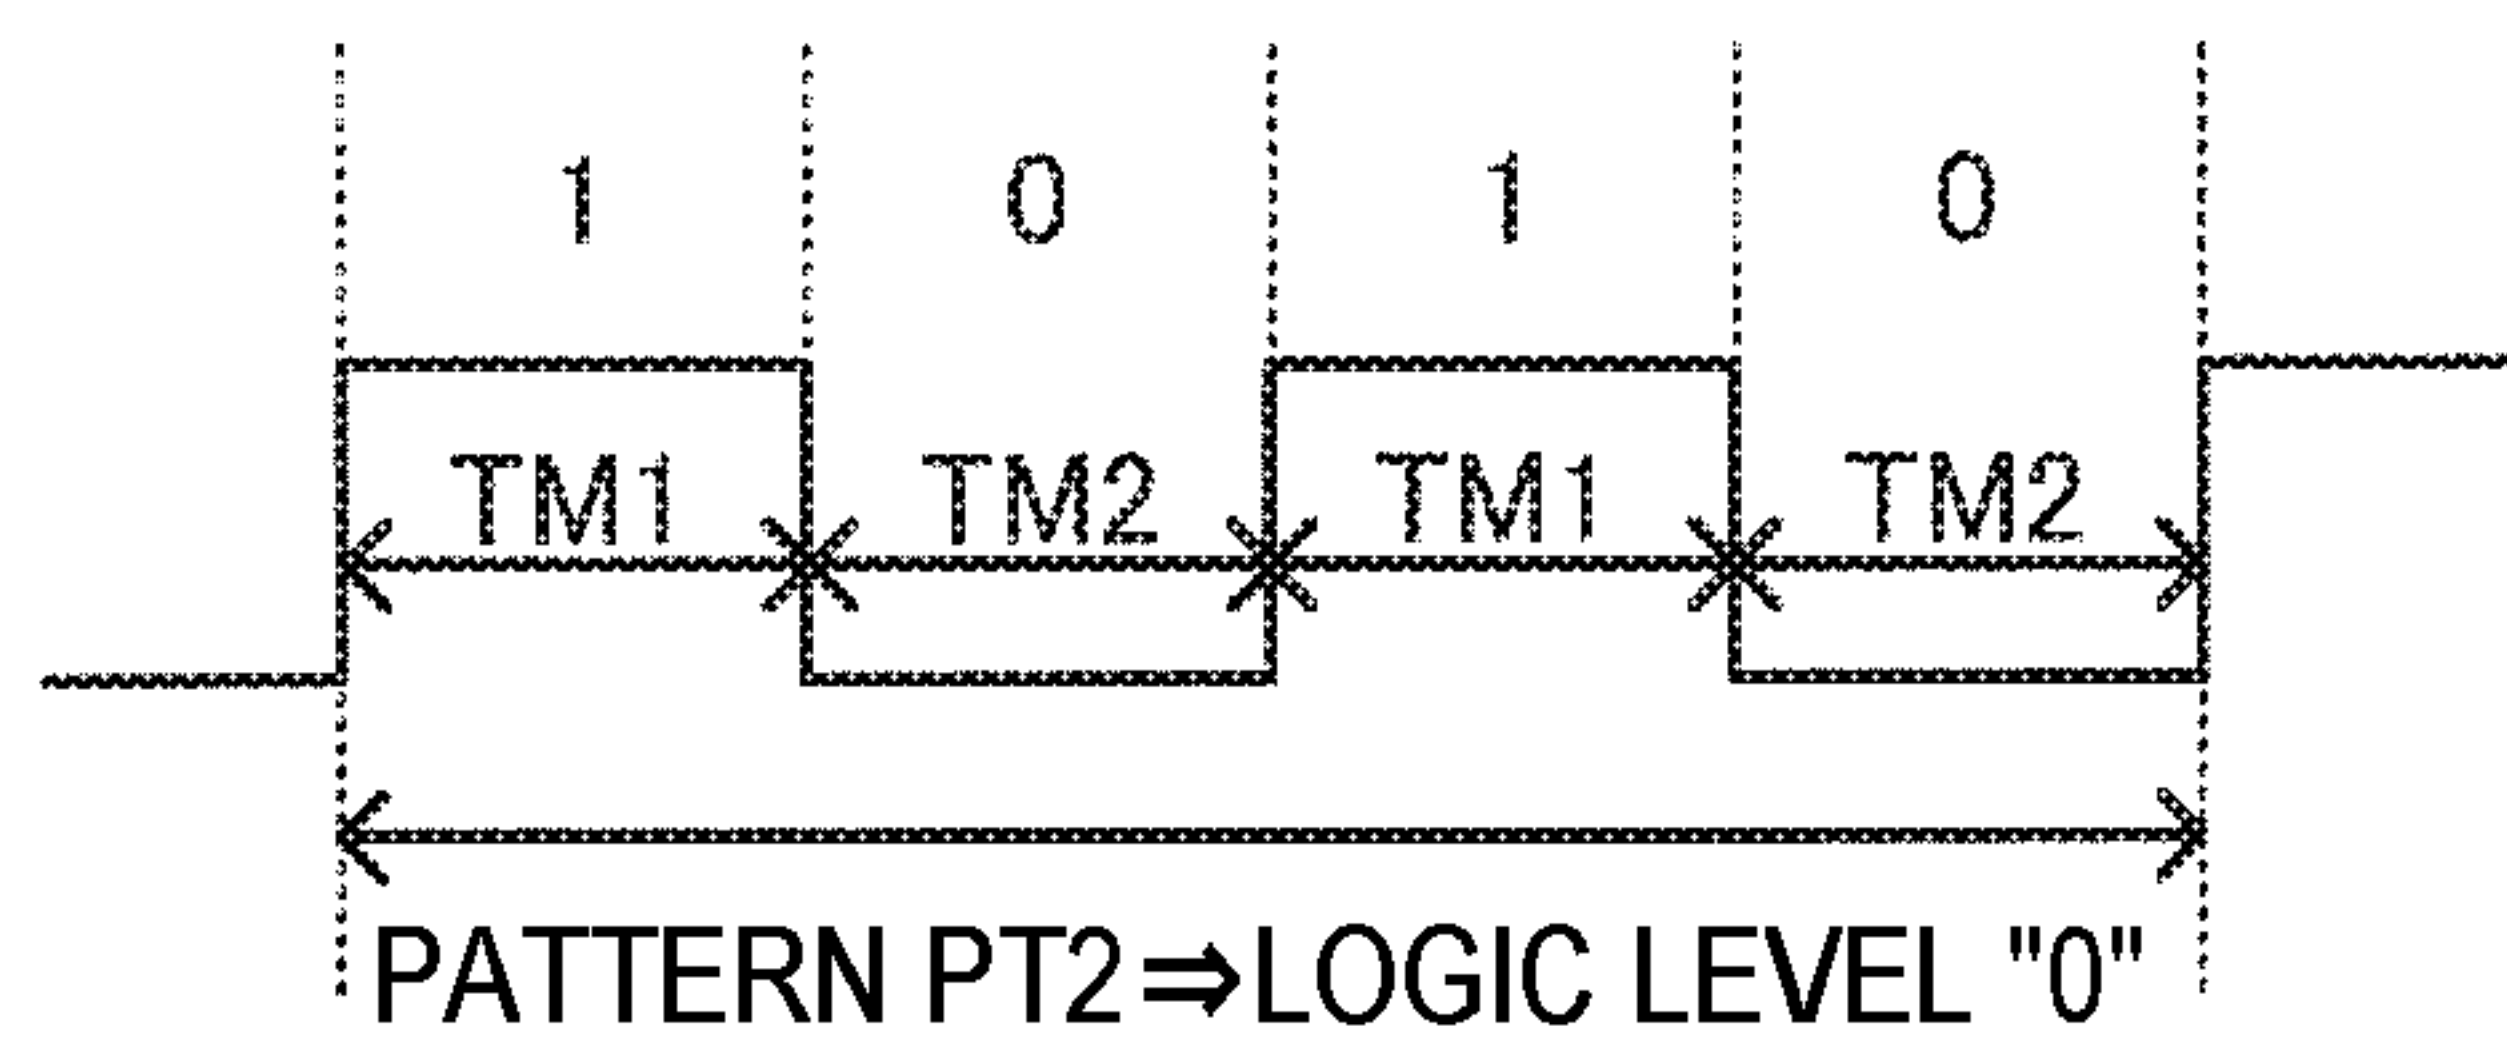 1 0 1 0
TM1 TM2 TM1 TM2
PATTERN PT2⇒LOGIC LEVEL "0"